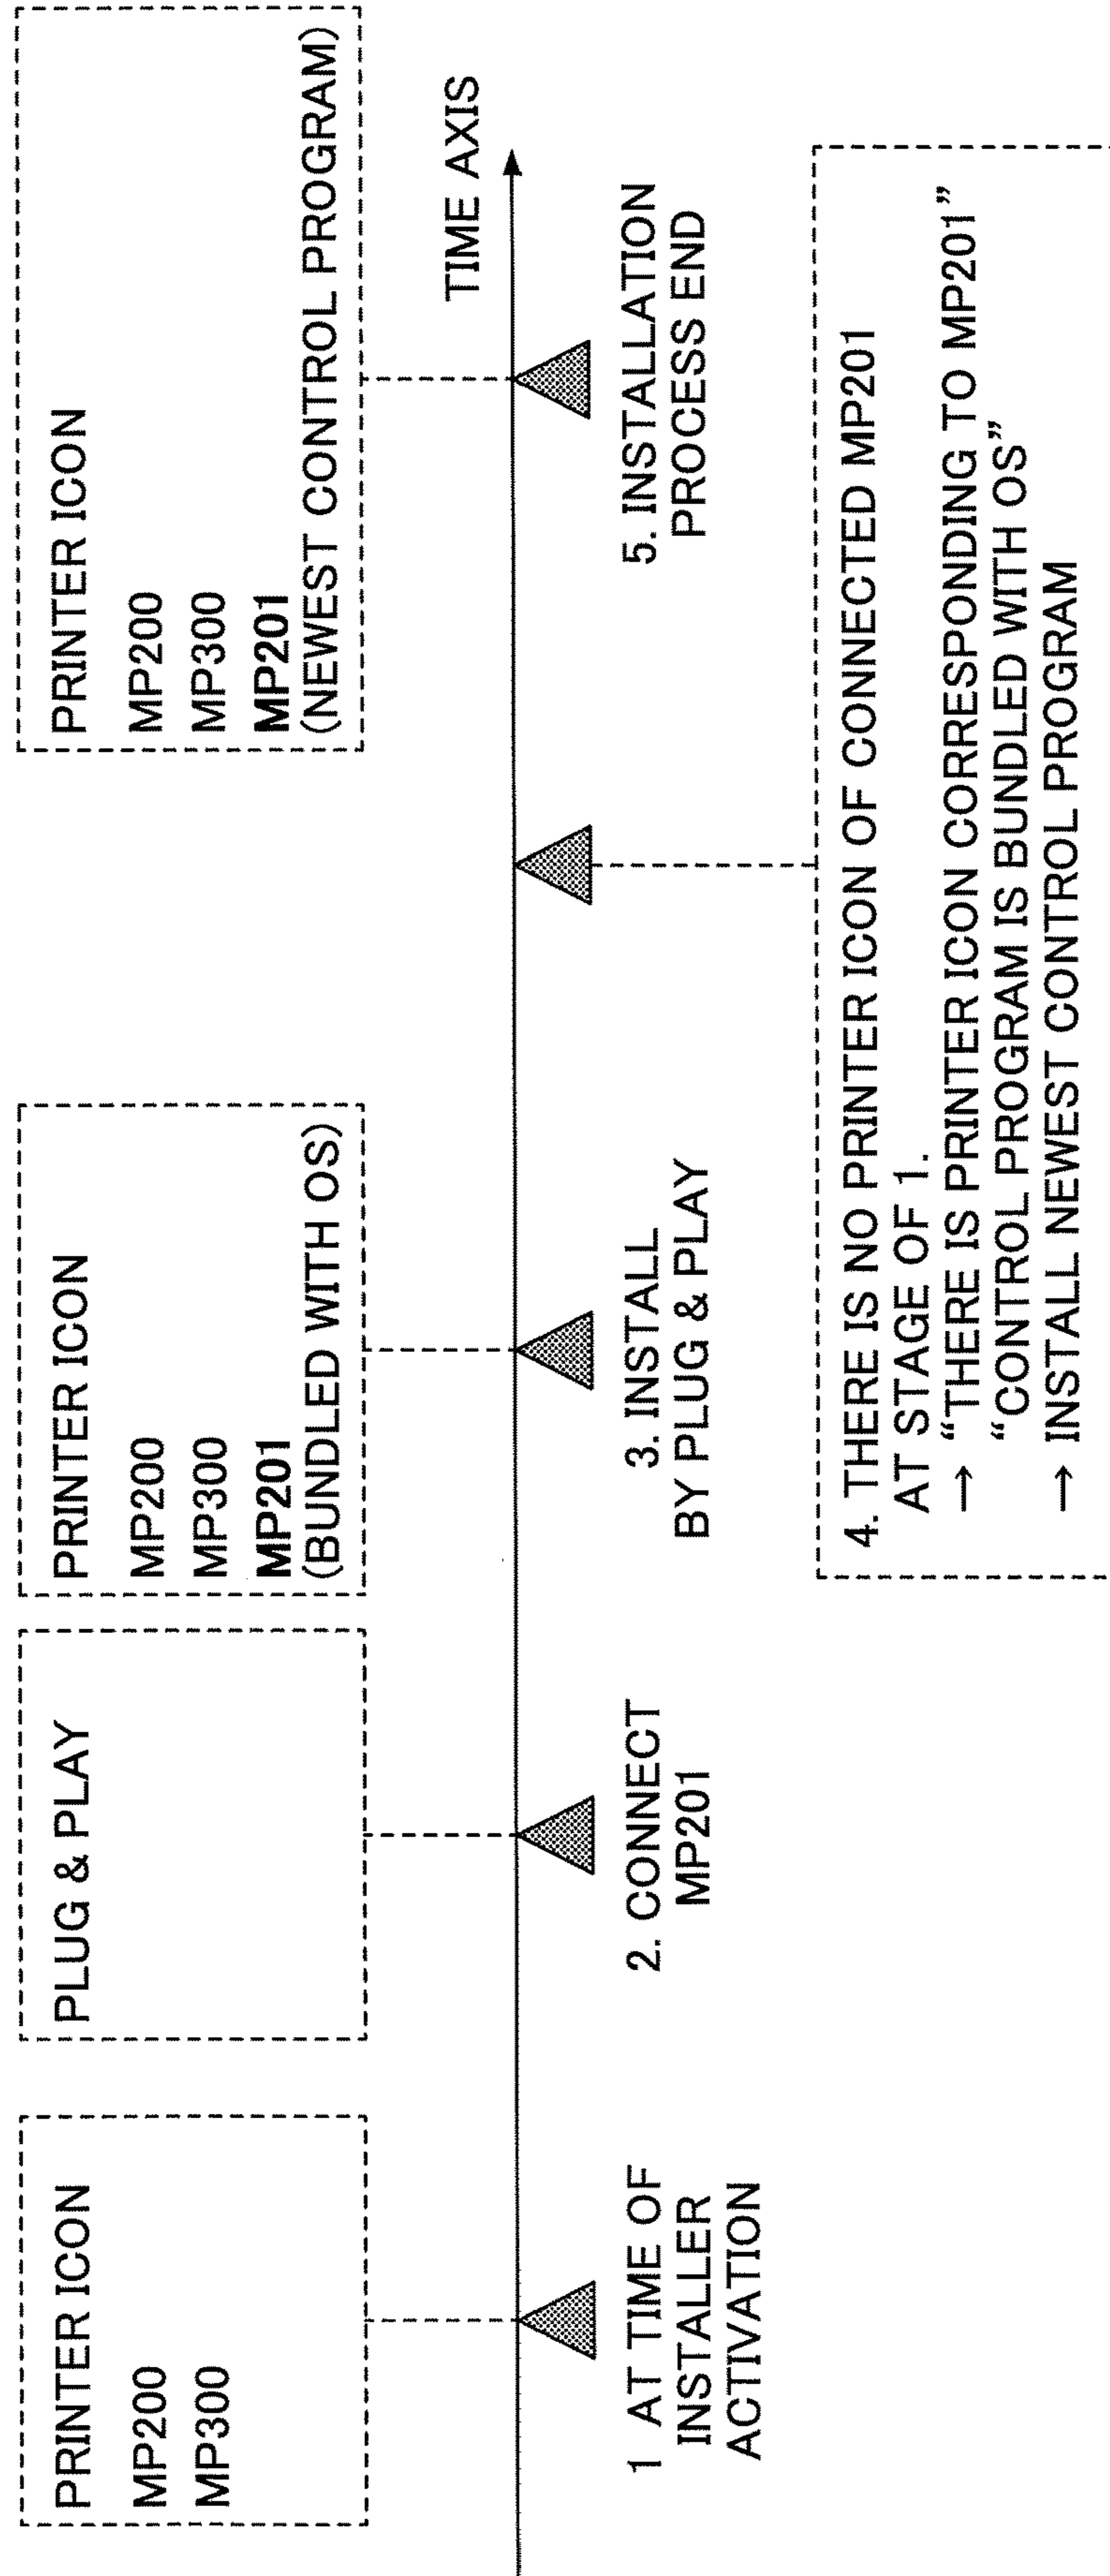 PRINTER ICON
MP200
MP300
PLUG & PLAY
PRINTER ICON
MP200
MP300
MP201
(BUNDLED WITH OS)
PRINTER ICON
MP200
MP300
MP201
(NEWEST CONTROL PROGRAM)
TIME AXIS
1 AT TIME OF
INSTALLER
ACTIVATION
2. CONNECT
MP201
3. INSTALL
BY PLUG & PLAY
5. INSTALLATION
PROCESS END
4. THERE IS NO PRINTER ICON OF CONNECTED MP201
AT STAGE OF 1.
→ “THERE IS PRINTER ICON CORRESPONDING TO MP201”
“CONTROL PROGRAM IS BUNDLED WITH OS”
→ INSTALL NEWEST CONTROL PROGRAM